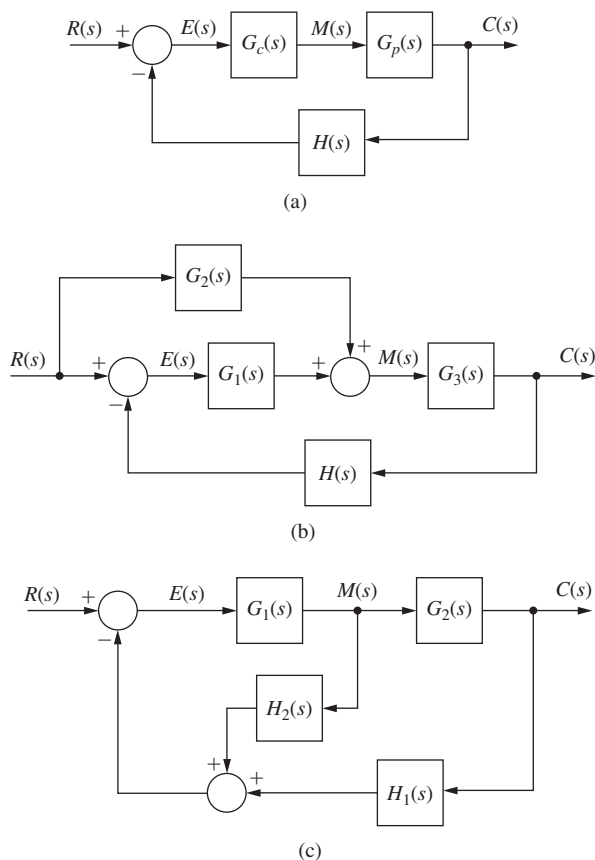 R(s) + E(s) G_c(s) M(s) G_p(s) C(s)
−
H(s)
(a)
G_2(s)
+
R(s) + E(s) G_1(s) + M(s) G_3(s) C(s)
−
H(s)
(b)
R(s) + E(s) G_1(s) M(s) G_2(s) C(s)
−
H_2(s)
+ +
H_1(s)
(c)